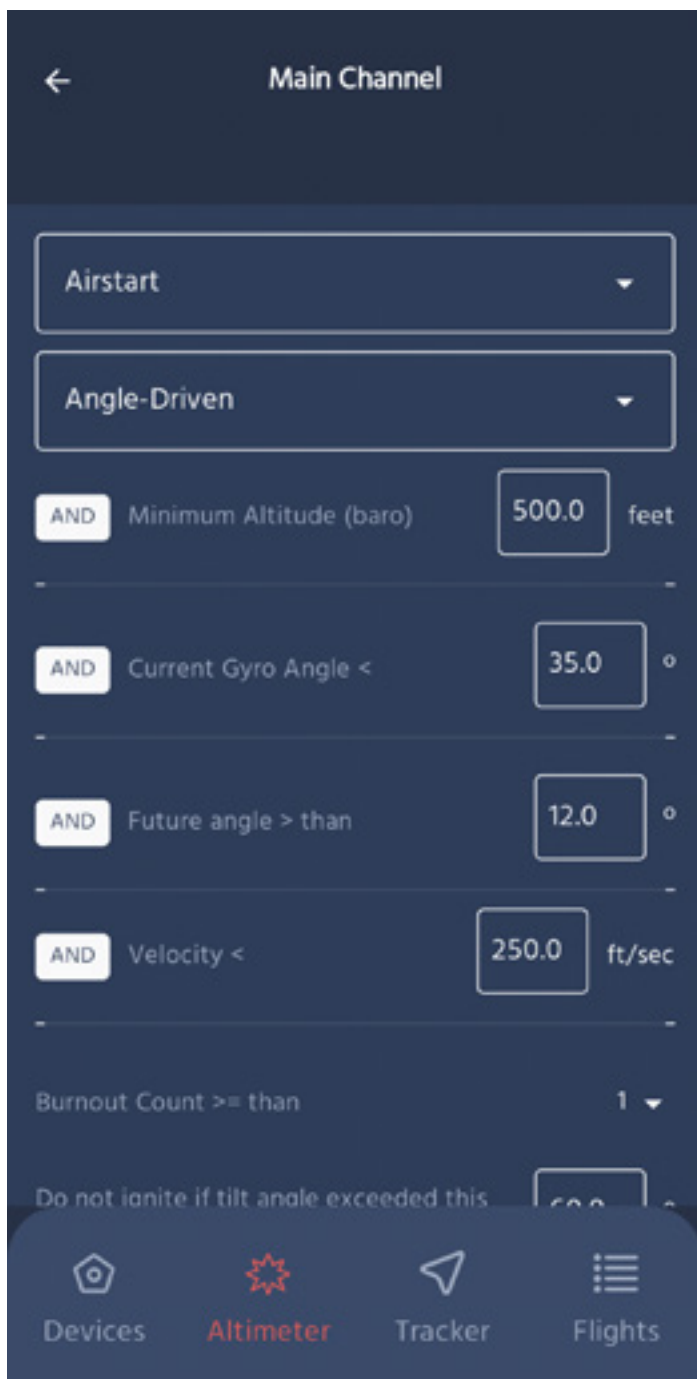 Main Channel
Airstart
Angle-Driven
AND Minimum Altitude (baro) 500.0 feet
AND Current Gyro Angle < 35.0 °
AND Future angle > than 12.0 °
AND Velocity < 250.0 ft/sec
Burnout Count >= than 1
Do not ignite if tilt angle exceeded this
Devices Altimeter Tracker Flights